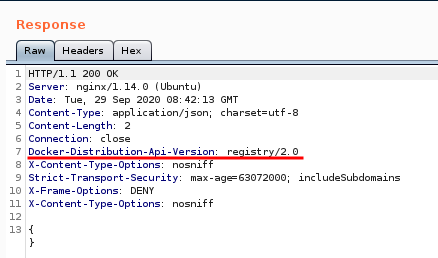 Response
Raw Headers Hex
1 HTTP/1.1 200 OK
2 Server: nginx/1.14.0 (Ubuntu)
3 Date: Tue, 29 Sep 2020 08:42:13 GMT
4 Content-Type: application/json; charset=utf-8
5 Content-Length: 2
6 Connection: close
7 Docker-Distribution-Api-Version: registry/2.0
8 X-Content-Type-Options: nosniff
9 Strict-Transport-Security: max-age=63072000; includeSubdomains
10 X-Frame-Options: DENY
11 X-Content-Type-Options: nosniff
12
13 {
}